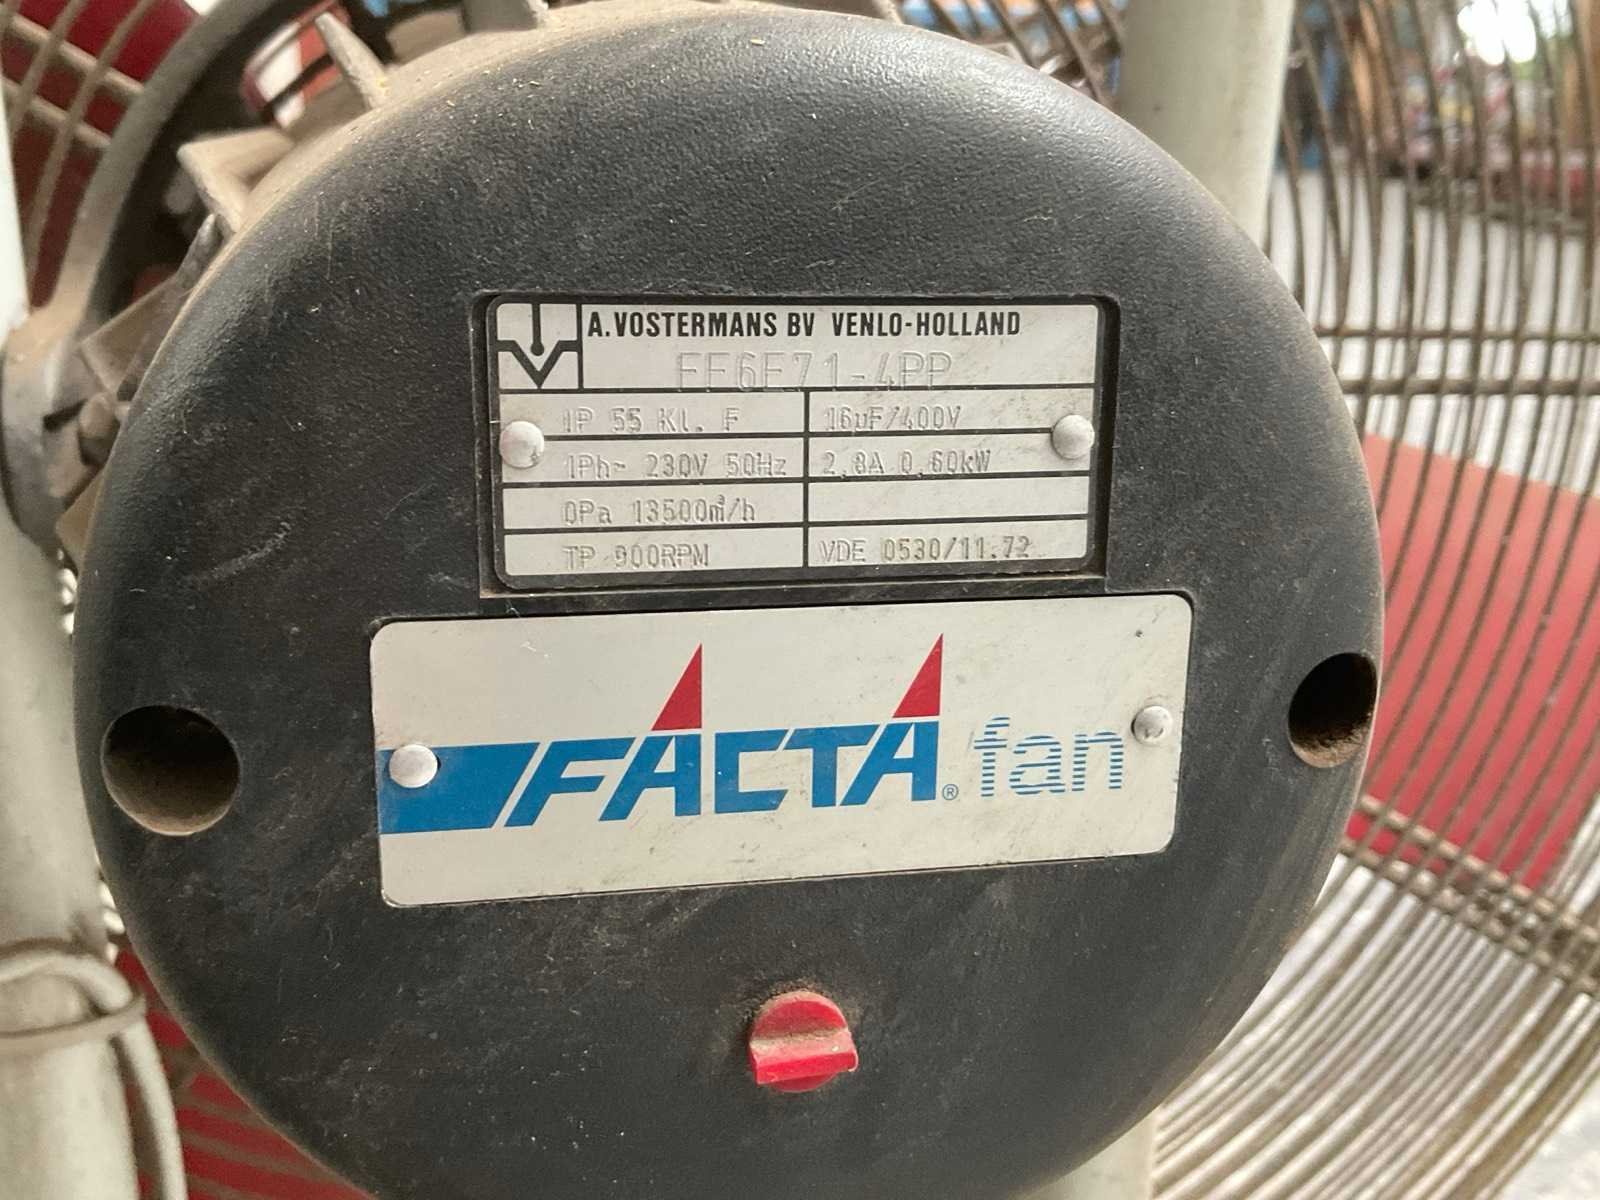 A.VOSTERMANS BV VENLO-HOLLAND
FF6E71-4PP
IP 55 Kl. F 16µF/400V
1Ph~ 230V 50Hz 2,8A 0,60kW
0Pa 13500m³/h
TP 900RPM VDE 0530/11.72
FACTA® fan